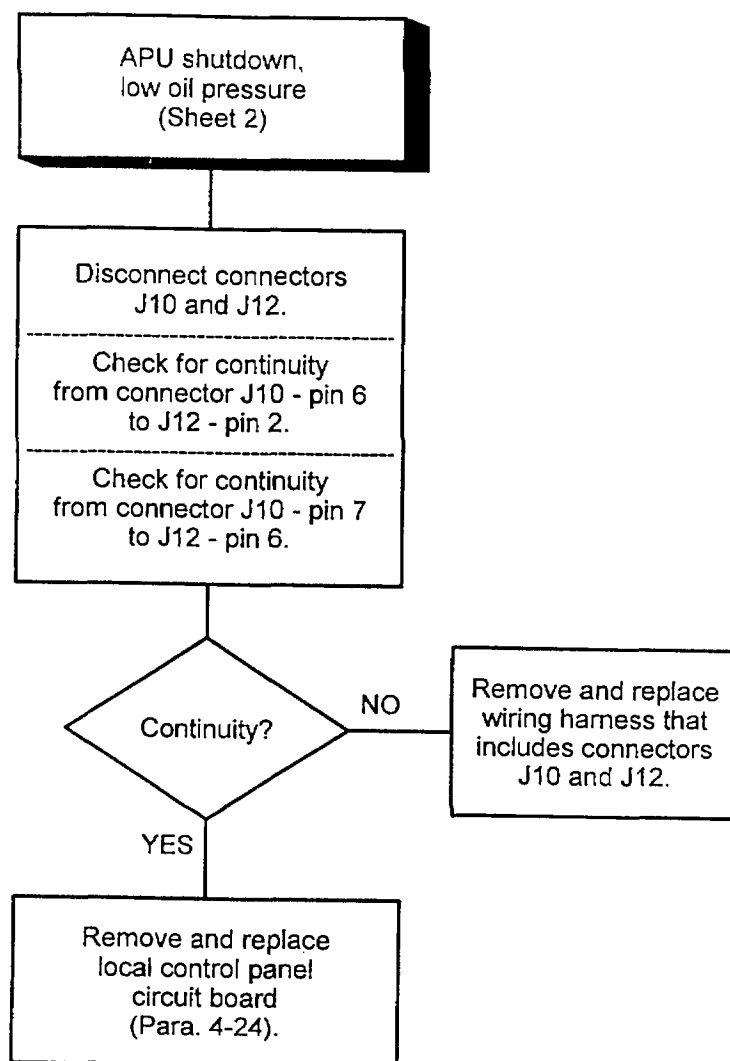 APU shutdown,
low oil pressure
(Sheet 2)
Disconnect connectors
J10 and J12.
Check for continuity
from connector J10 - pin 6
to J12 - pin 2.
Check for continuity
from connector J10 - pin 7
to J12 - pin 6.
Continuity?
NO
Remove and replace
wiring harness that
includes connectors
J10 and J12.
YES
Remove and replace
local control panel
circuit board
(Para. 4-24).